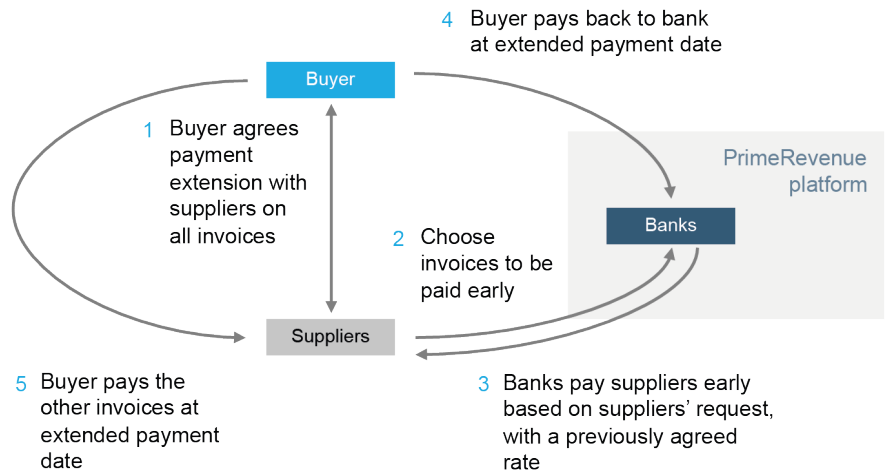 4 Buyer pays back to bank
at extended payment date
Buyer
1 Buyer agrees
payment
extension with
suppliers on
all invoices
PrimeRevenue
platform
Banks
2 Choose
invoices to be
paid early
Suppliers
5 Buyer pays the
other invoices at
extended payment
date
3 Banks pay suppliers early
based on suppliers’ request,
with a previously agreed
rate